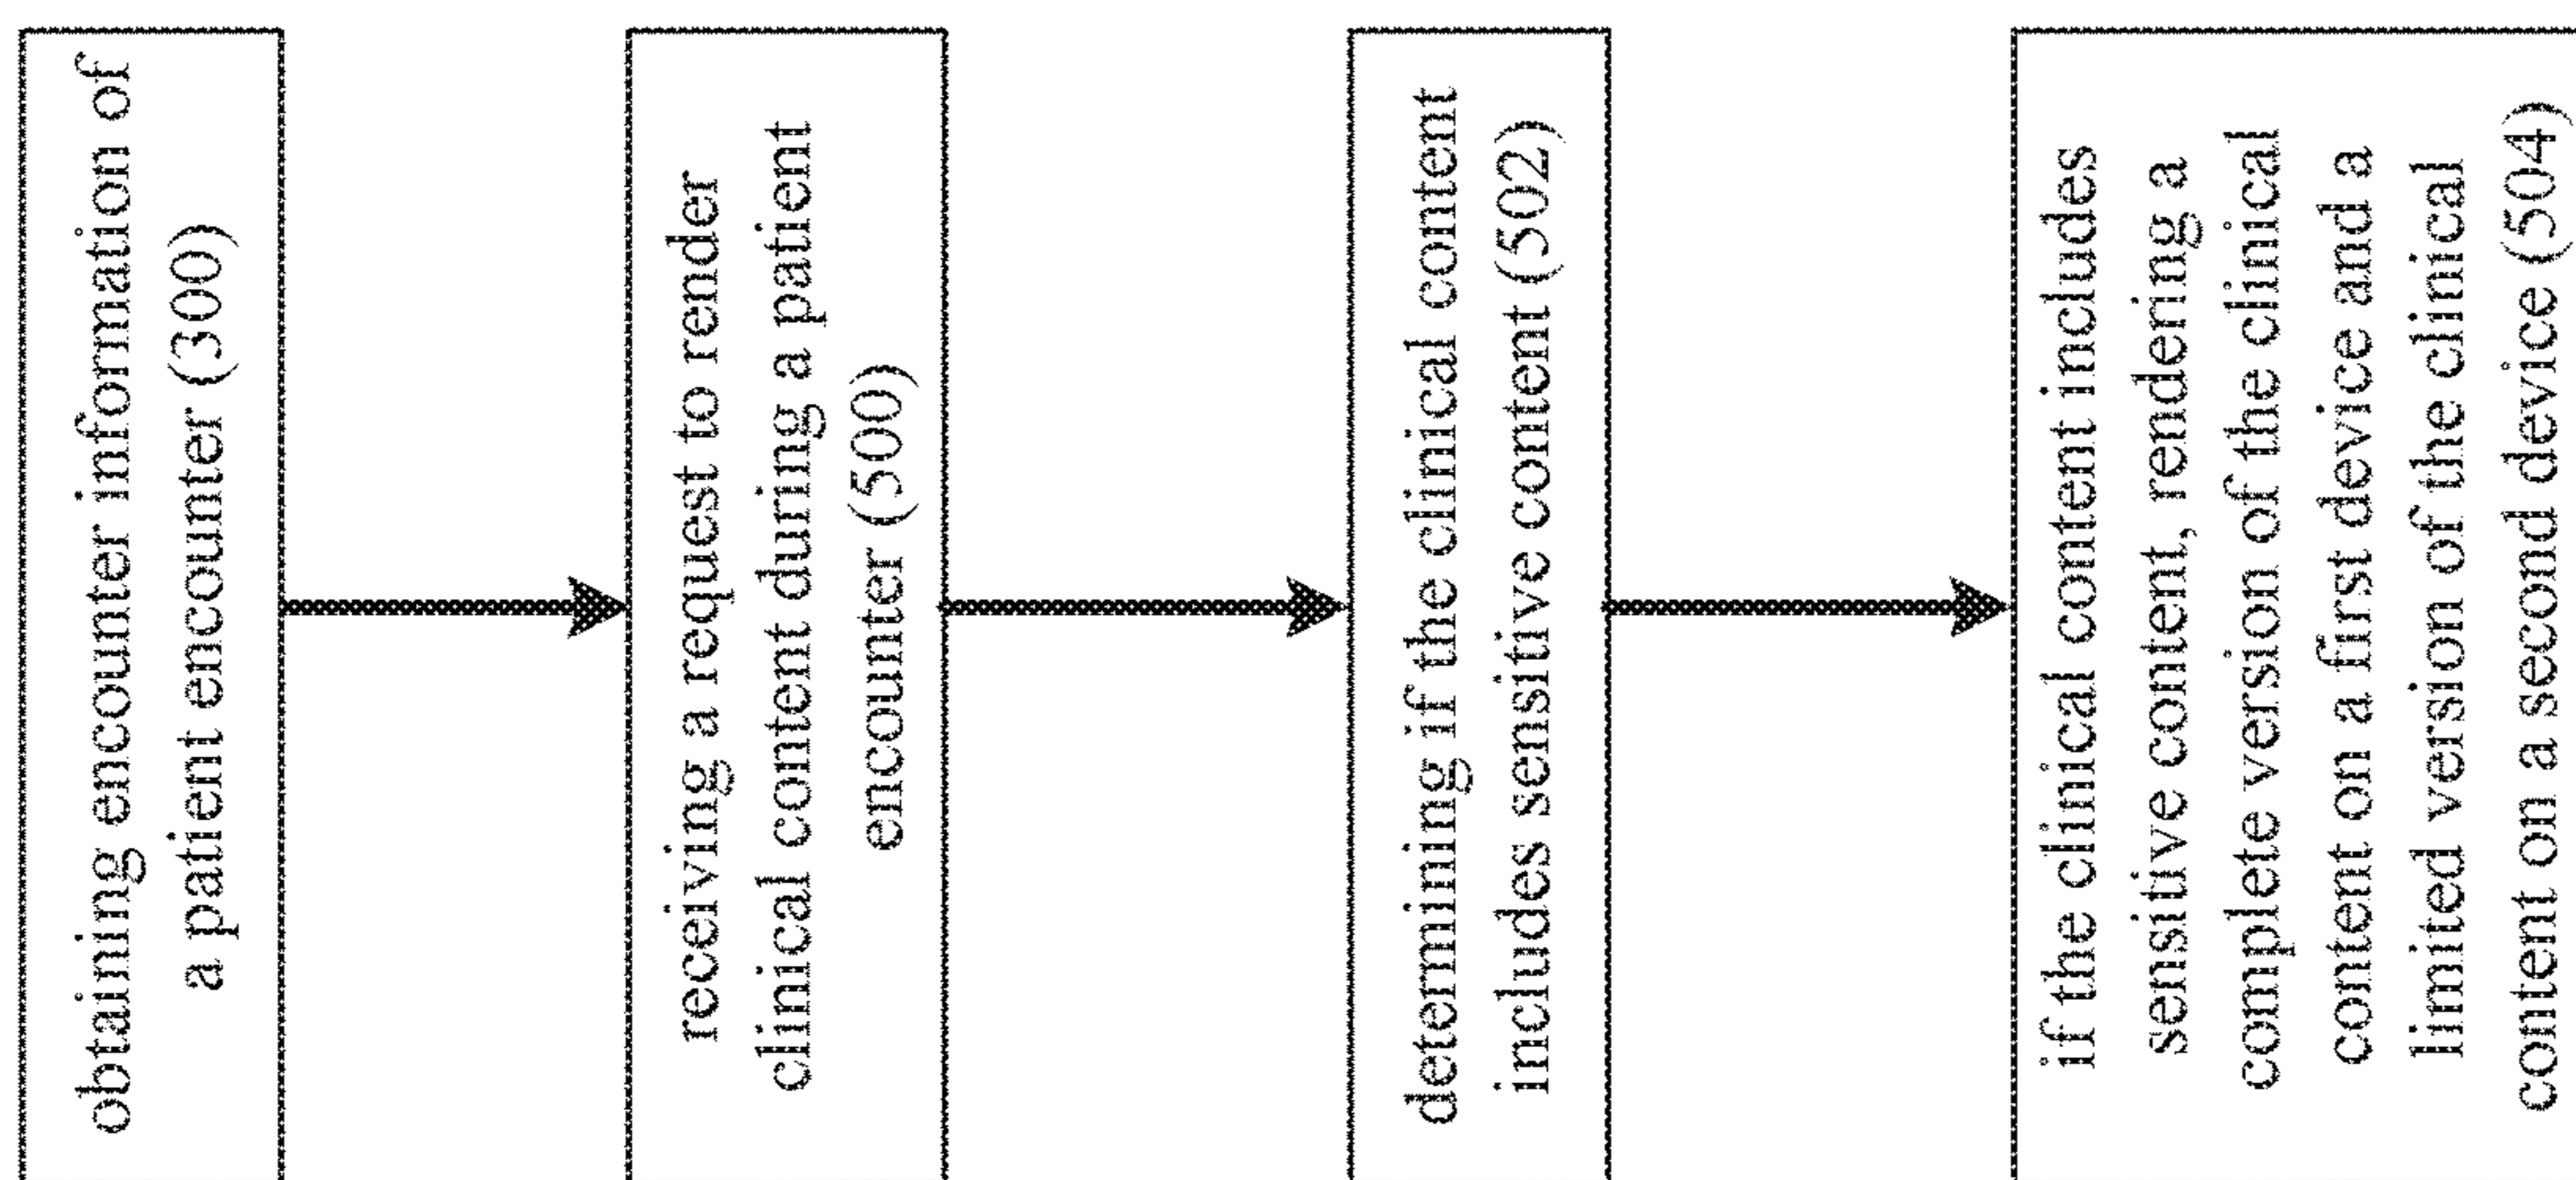 obtaining encounter information of
a patient encounter (300)
receiving a request to render
clinical content during a patient
encounter (500)
determining if the clinical content
includes sensitive content (502)
if the clinical content includes
sensitive content, rendering a
complete version of the clinical
content on a first device and a
limited version of the clinical
content on a second device (504)